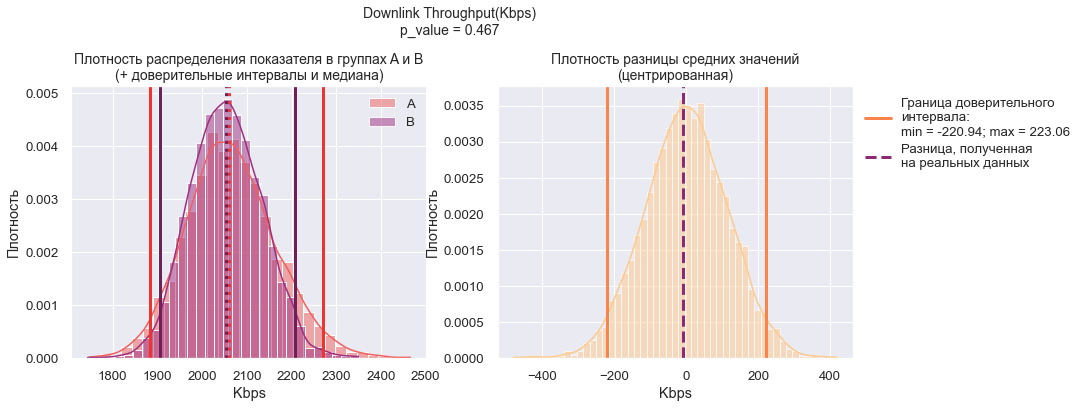 Downlink Throughput(Kbps)
p_value = 0.467
Плотность распределения показателя в группах A и B
(+ доверительные интервалы и медиана)
Плотность
0.005
0.004
0.003
0.002
0.001
0.000
A
B
1800 1900 2000 2100 2200 2300 2400 2500
Kbps
Плотность разницы средних значений
(центрированная)
Плотность
0.0035
0.0030
0.0025
0.0020
0.0015
0.0010
0.0005
0.0000
−400 −200 0 200 400
Kbps
Граница доверительного
интервала:
min = -220.94; max = 223.06
Разница, полученная
на реальных данных